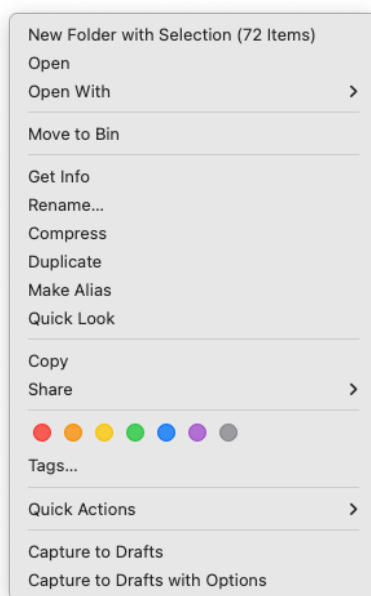 New Folder with Selection (72 Items)
Open
Open With
Move to Bin
Get Info
Rename...
Compress
Duplicate
Make Alias
Quick Look
Copy
Share
Tags...
Quick Actions
Capture to Drafts
Capture to Drafts with Options